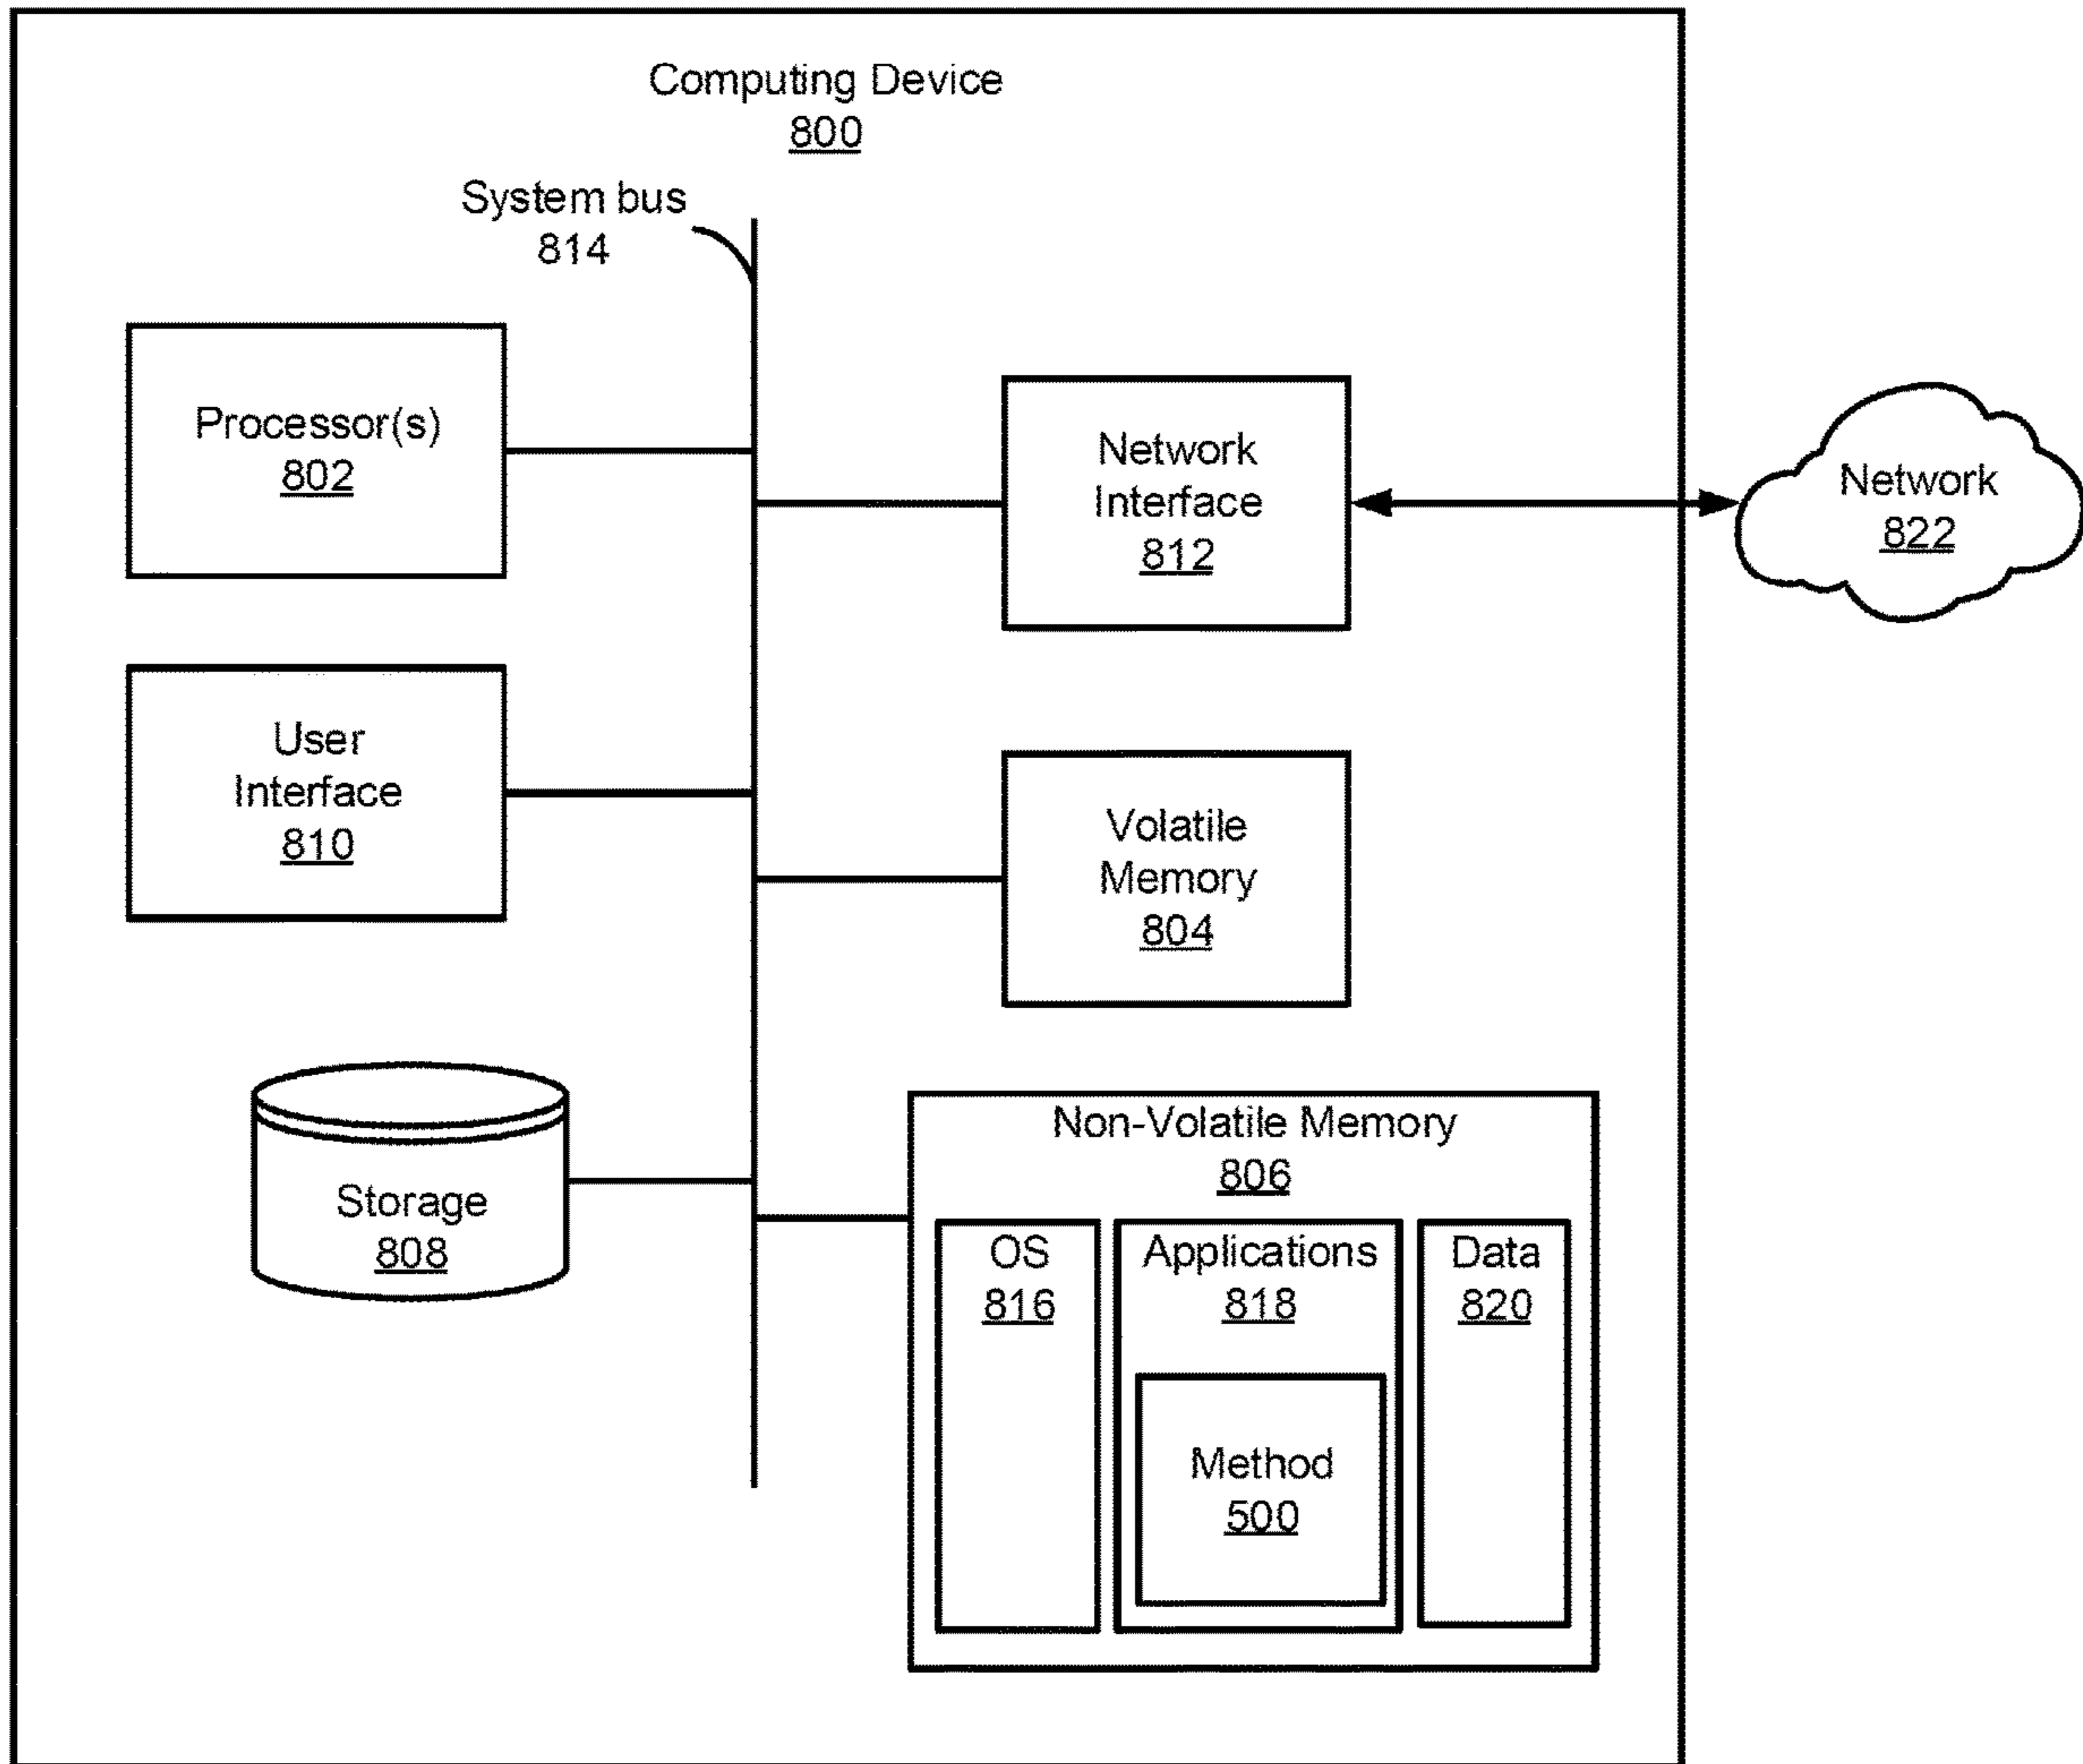 Computing Device
800
System bus
814
Processor(s)
802
Network
Interface
812
Network
822
User
Interface
810
Volatile
Memory
804
Storage
808
Non-Volatile Memory
806
OS
816
Applications
818
Data
820
Method
500